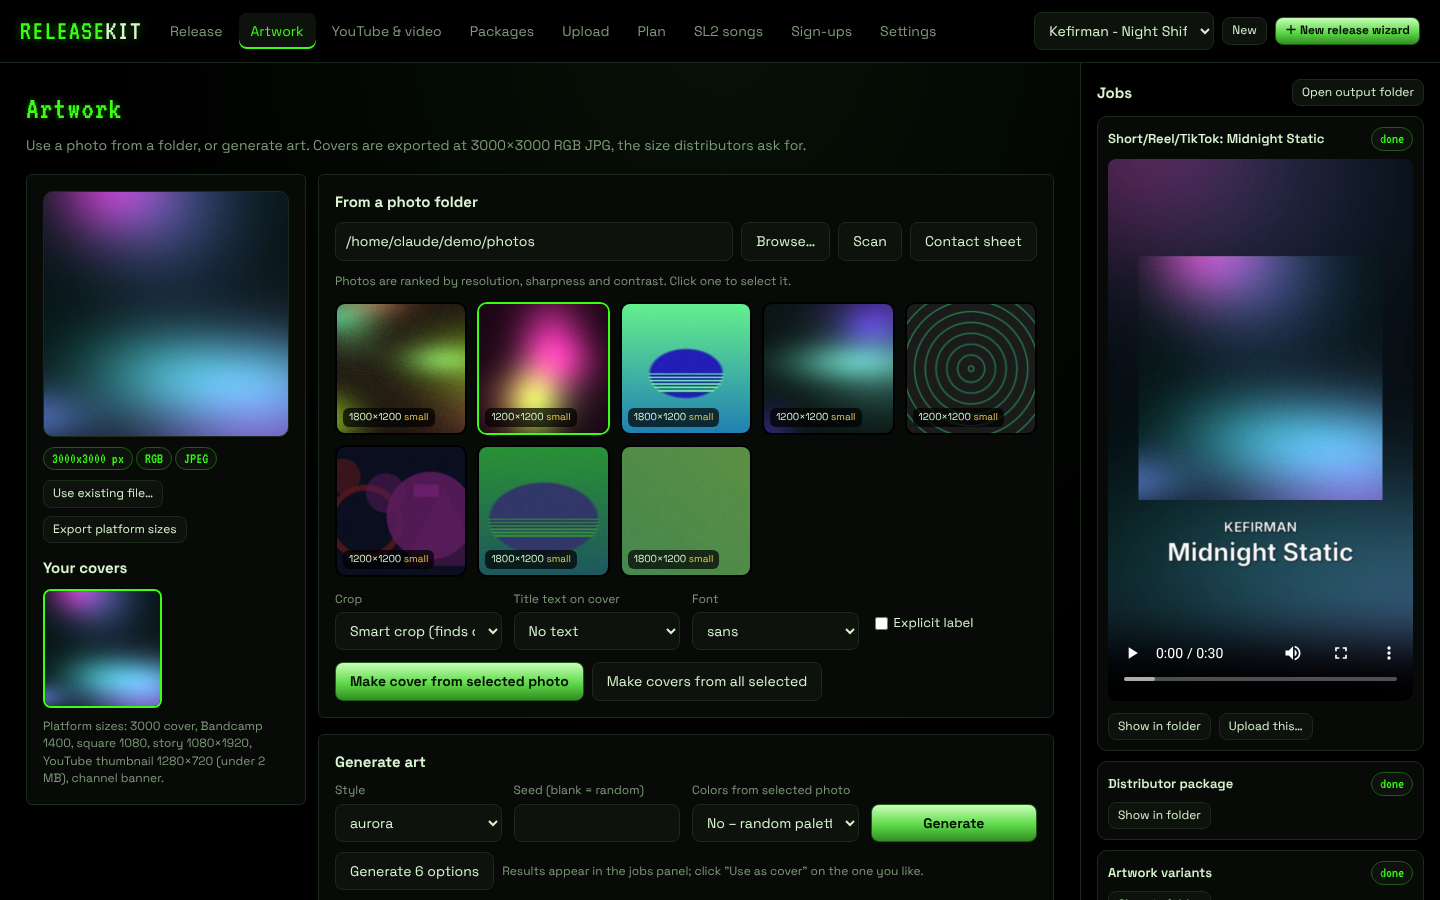 RELEASEKIT
Release
Artwork
YouTube & video
Packages
Upload
Plan
SL2 songs
Sign-ups
Settings
Kefirman - Night Shif
New
+ New release wizard
Artwork
Use a photo from a folder, or generate art. Covers are exported at 3000×3000 RGB JPG, the size distributors ask for.
3000x3000 px
RGB
JPEG
Use existing file…
Export platform sizes
Your covers
Platform sizes: 3000 cover, Bandcamp
1400, square 1080, story 1080×1920,
YouTube thumbnail 1280×720 (under 2
MB), channel banner.
From a photo folder
/home/claude/demo/photos
Browse…
Scan
Contact sheet
Photos are ranked by resolution, sharpness and contrast. Click one to select it.
1800×1200 small
1200×1200 small
1800×1200 small
1200×1200 small
1200×1200 small
1200×1200 small
1800×1200 small
1800×1200 small
Crop
Title text on cover
Font
Smart crop (finds c
No text
sans
Explicit label
Make cover from selected photo
Make covers from all selected
Generate art
Style
Seed (blank = random)
Colors from selected photo
aurora
No – random palett
Generate
Generate 6 options
Results appear in the jobs panel; click "Use as cover" on the one you like.
Jobs
Open output folder
Short/Reel/TikTok: Midnight Static
done
KEFIRMAN
Midnight Static
0:00 / 0:30
Show in folder
Upload this…
Distributor package
done
Show in folder
Artwork variants
done